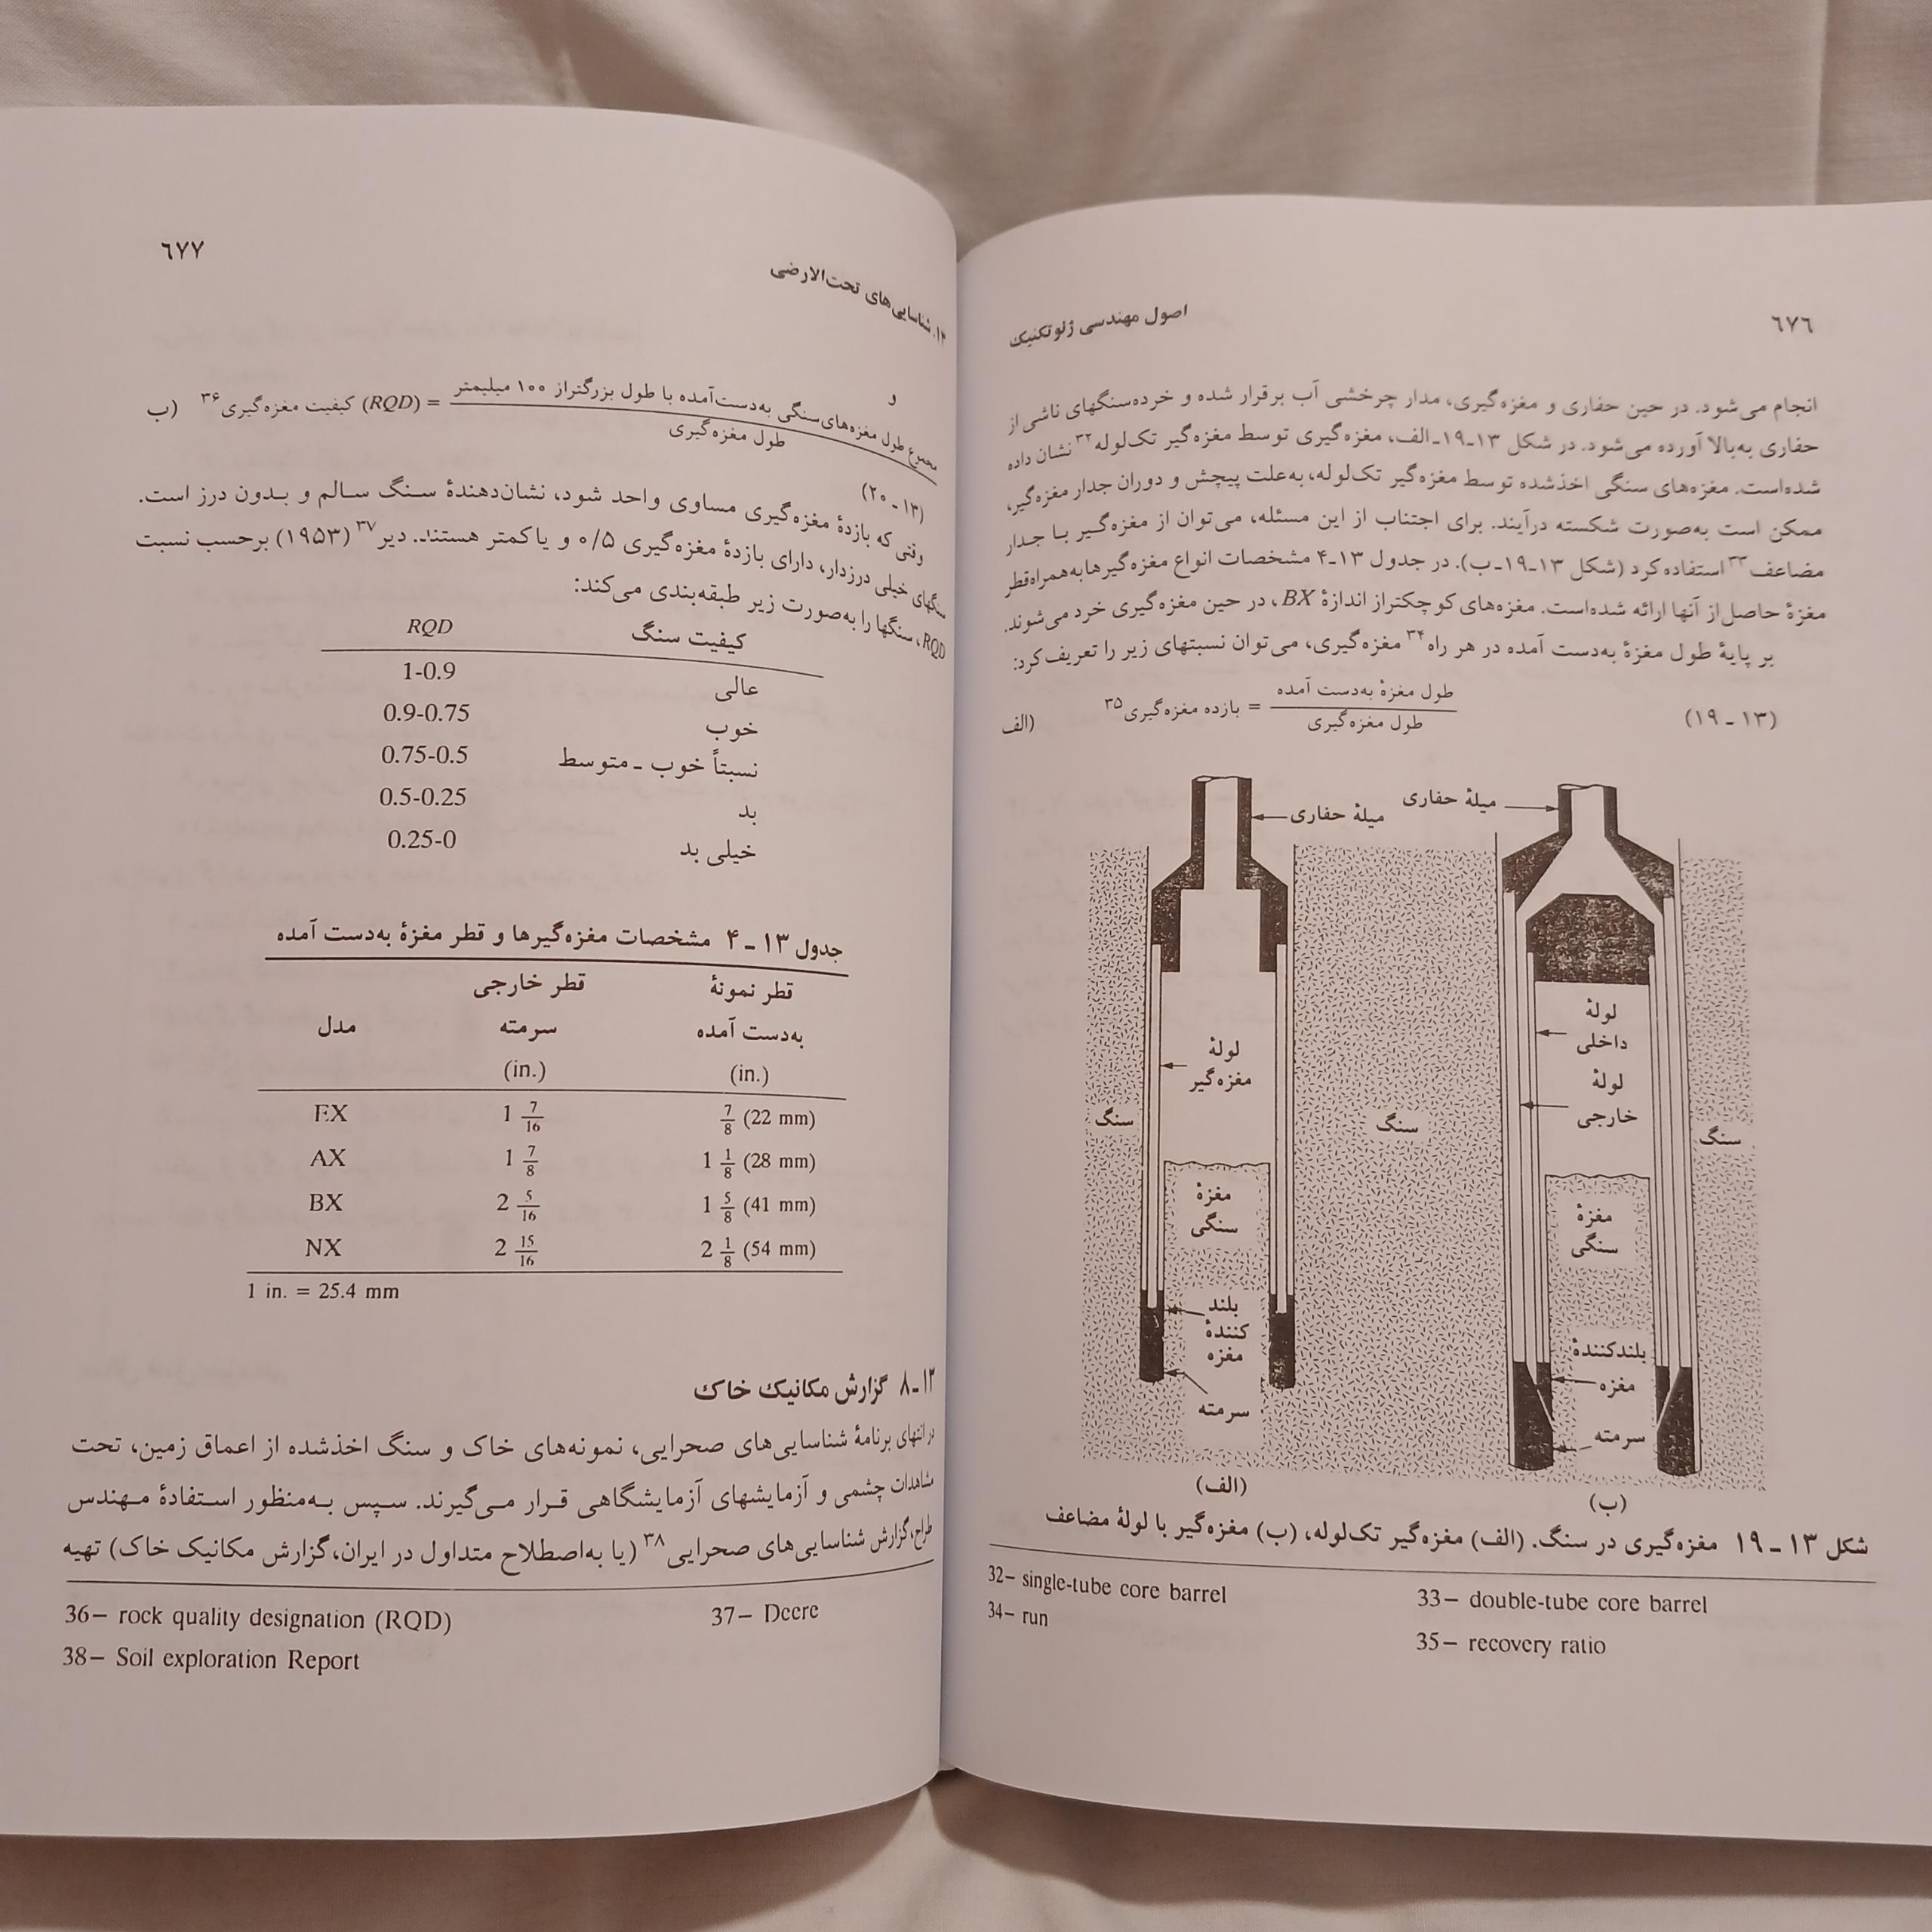 ۶۷۶
اصول مهندسی ژئوتکنیک
انجام می‌شود. در حین حفاری و مغزه‌گیری، مدار چرخشی آب برقرار شده و خرده‌سنگهای ناشی از
حفاری به‌بالا آورده می‌شود. در شکل ۱۳-۱۹-الف، مغزه‌گیری توسط مغزه‌گیر تک‌لوله۳۲ نشان داده
شده‌است. مغزه‌های سنگی اخذشده توسط مغزه‌گیر تک‌لوله، به‌علت پیچش و دوران جدار مغزه‌گیر،
ممکن است به‌صورت شکسته درآیند. برای اجتناب از این مسئله، می‌توان از مغزه‌گیر با جدار
مضاعف۳۳ استفاده کرد (شکل ۱۳-۱۹-ب). در جدول ۱۳-۴ مشخصات انواع مغزه‌گیرها به‌همراه قطر
مغزهٔ حاصل از آنها ارائه شده‌است. مغزه‌های کوچکتر از اندازهٔ BX، در حین مغزه‌گیری خرد می‌شوند.
بر پایهٔ طول مغزهٔ به‌دست آمده در هر راه۳۴ مغزه‌گیری، می‌توان نسبتهای زیر را تعریف کرد:
(۱۳ - ۱۹)
طول مغزهٔ به‌دست آمده
طول مغزه‌گیری
= بازده مغزه‌گیری۳۵
الف)
میلهٔ حفاری
میلهٔ حفاری
لولهٔ
داخلی
لولهٔ
خارجی
لولهٔ
مغزه‌گیر
سنگ
سنگ
سنگ
مغزهٔ
سنگی
مغزهٔ
سنگی
بلندکنندهٔ
مغزه
سرمته
بلند
کنندهٔ
مغزه
سرمته
(الف)
(ب)
شکل ۱۳ - ۱۹ مغزه‌گیری در سنگ. (الف) مغزه‌گیر تک‌لوله، (ب) مغزه‌گیر با لولهٔ مضاعف
32– single-tube core barrel
33– double-tube core barrel
34– run
35– recovery ratio
۱۳. شناسایی‌های تحت‌الارضی
۶۷۷
و
مجموع طول مغزه‌های‌سنگی به‌دست‌آمده با طول بزرگتراز ۱۰۰ میلیمتر
طول مغزه‌گیری
= (RQD) کیفیت مغزه‌گیری۳۶
ب)
(۱۳ - ۲۰)
وقتی که بازدهٔ مغزه‌گیری مساوی واحد شود، نشان‌دهندهٔ سنگ سالم و بدون درز است.
سنگهای خیلی درزدار، دارای بازدهٔ مغزه‌گیری ۰/۵ و یا کمتر هستند. دیر۳۷ (۱۹۵۳) برحسب نسبت
RQD، سنگها را به‌صورت زیر طبقه‌بندی می‌کند:
کیفیت سنگ RQD
عالی 1-0.9
خوب 0.9-0.75
نسبتاً خوب - متوسط 0.75-0.5
بد 0.5-0.25
خیلی بد 0.25-0
جدول ۱۳ - ۴ مشخصات مغزه‌گیرها و قطر مغزهٔ به‌دست آمده
قطر نمونهٔ قطر خارجی
به‌دست آمده سرمته مدل
(in.) (in.)
EX 1 7/16 7/8 (22 mm)
AX 1 7/8 1 1/8 (28 mm)
BX 2 5/16 1 5/8 (41 mm)
NX 2 15/16 2 1/8 (54 mm)
1 in. = 25.4 mm
۱۳-۸ گزارش مکانیک خاک
در انتهای برنامهٔ شناسایی‌های صحرایی، نمونه‌های خاک و سنگ اخذشده از اعماق زمین، تحت
مشاهدات چشمی و آزمایشهای آزمایشگاهی قرار می‌گیرند. سپس به‌منظور استفادهٔ مهندس
طراح، گزارش شناسایی‌های صحرایی۳۸ (یا به‌اصطلاح متداول در ایران، گزارش مکانیک خاک) تهیه
36– rock quality designation (RQD)
37– Deere
38– Soil exploration Report